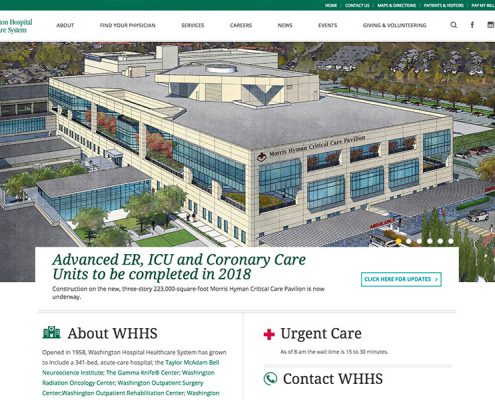 HOME CONTACT US MAPS & DIRECTIONS PATIENTS & VISITORS PAY MY BILL
ngton Hospital
are System
ABOUT FIND YOUR PHYSICIAN SERVICES CAREERS NEWS EVENTS GIVING & VOLUNTEERING
Morris Hyman Critical Care Pavilion
AMBULANCE
Advanced ER, ICU and Coronary Care
Units to be completed in 2018
Construction on the new, three-story 223,000-square-foot Morris Hyman Critical Care Pavilion is now
underway.
CLICK HERE FOR UPDATES
About WHHS
Opened in 1958, Washington Hospital Healthcare System has grown
to include a 341-bed, acute-care hospital; the Taylor McAdam Bell
Neuroscience Institute; The Gamma Knife® Center; Washington
Radiation Oncology Center; Washington Outpatient Surgery
Center;Washington Outpatient Rehabilitation Center; Washington
Urgent Care
As of 8 am the wait time is 15 to 30 minutes.
Contact WHHS